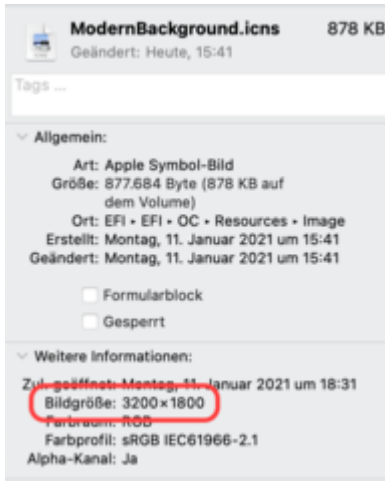 ModernBackground.icns 878 KB
Geändert: Heute, 15:41
Tags ...
Allgemein:
Art: Apple Symbol-Bild
Größe: 877.684 Byte (878 KB auf
dem Volume)
Ort: EFI ▸ EFI ▸ OC ▸ Resources ▸ Image
Erstellt: Montag, 11. Januar 2021 um 15:41
Geändert: Montag, 11. Januar 2021 um 15:41
Formularblock
Gesperrt
Weitere Informationen:
Zul. geöffnet: Montag, 11. Januar 2021 um 18:31
Bildgröße: 3200×1800
Farbraum: RGB
Farbprofil: sRGB IEC61966-2.1
Alpha-Kanal: Ja